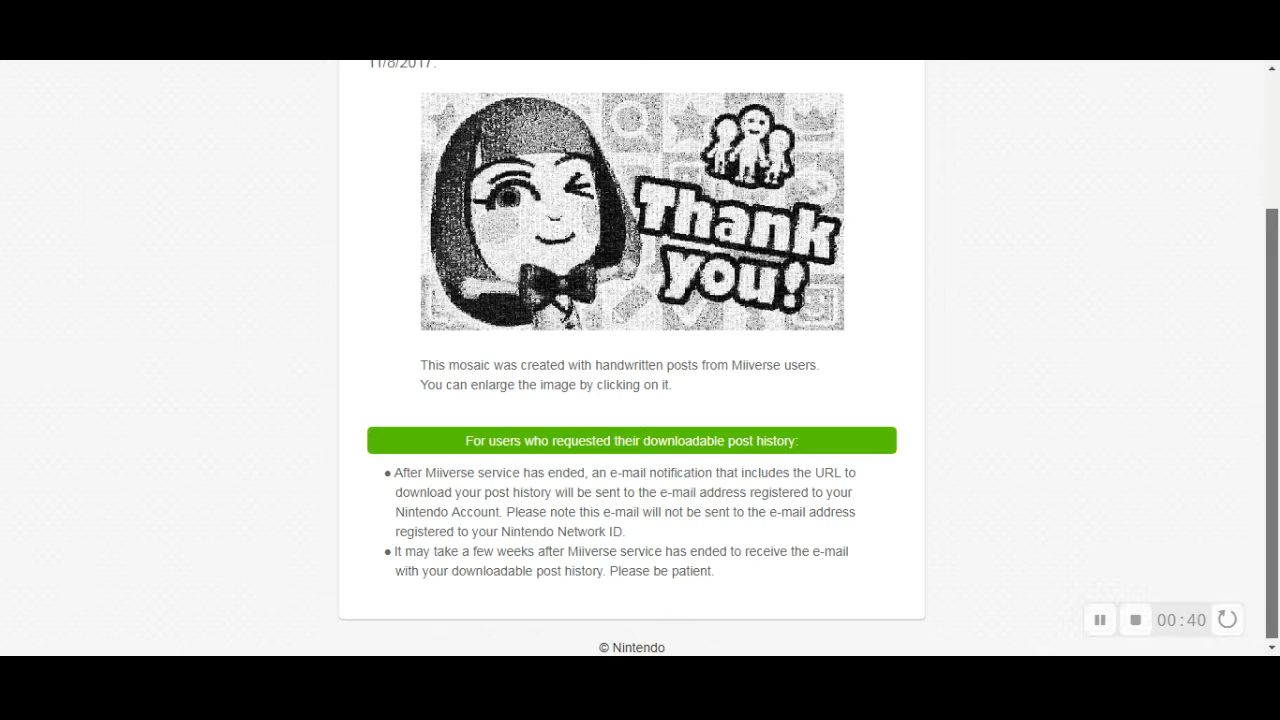 11/8/2017.
Thank
you!
This mosaic was created with handwritten posts from Miiverse users.
You can enlarge the image by clicking on it.
For users who requested their downloadable post history:
● After Miiverse service has ended, an e-mail notification that includes the URL to
download your post history will be sent to the e-mail address registered to your
Nintendo Account. Please note this e-mail will not be sent to the e-mail address
registered to your Nintendo Network ID.
● It may take a few weeks after Miiverse service has ended to receive the e-mail
with your downloadable post history. Please be patient.
00:40
© Nintendo